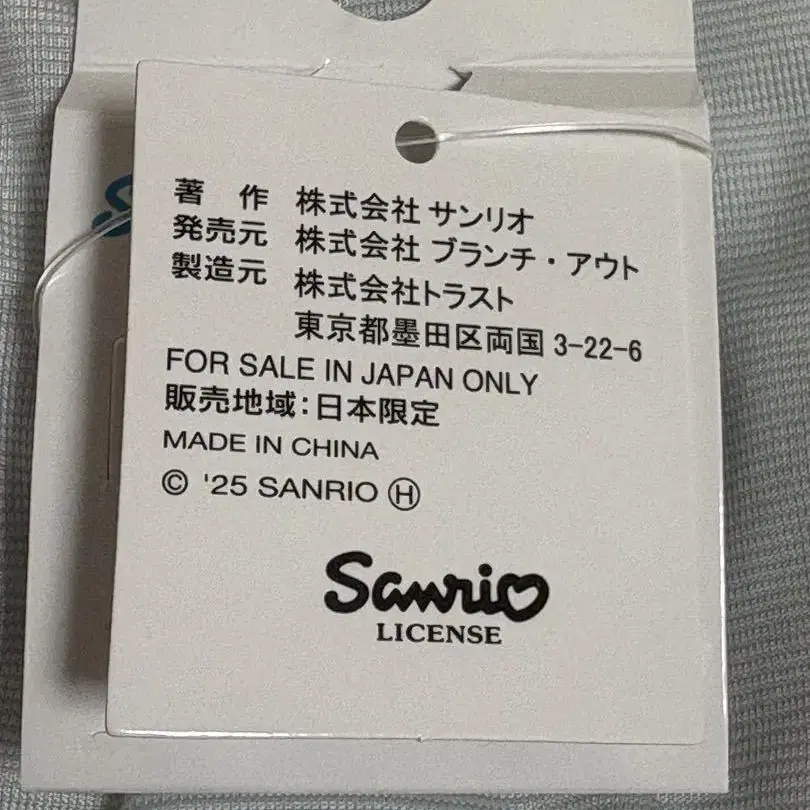 著 作 株式会社 サンリオ
発売元 株式会社 ブランチ・アウト
製造元 株式会社トラスト
東京都墨田区両国 3-22-6
FOR SALE IN JAPAN ONLY
販売地域:日本限定
MADE IN CHINA
© '25 SANRIO Ⓗ
Sanrio
LICENSE